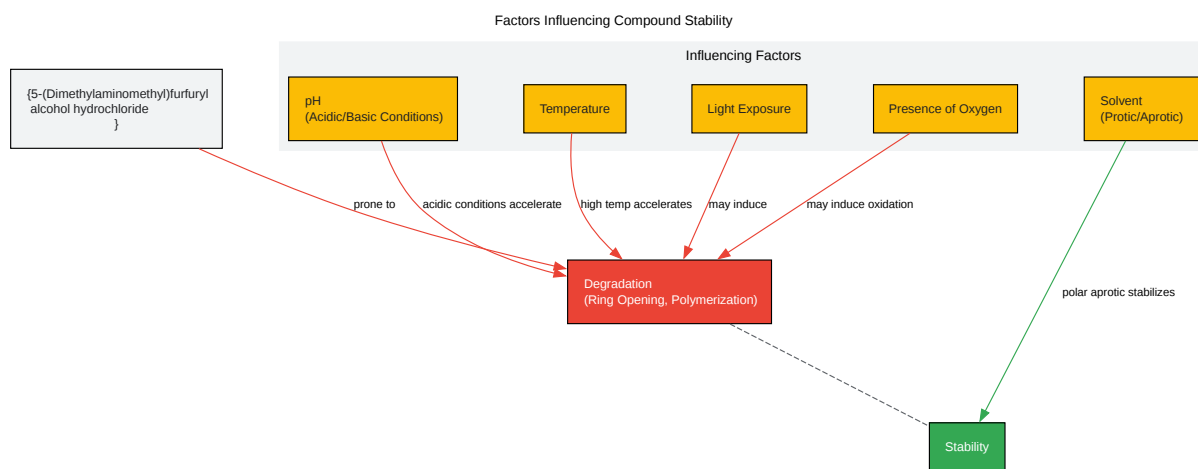 Factors Influencing Compound Stability
Influencing Factors
{5-(Dimethylaminomethyl)furfuryl
alcohol hydrochloride
}
pH
(Acidic/Basic Conditions)
Temperature
Light Exposure
Presence of Oxygen
Solvent
(Protic/Aprotic)
prone to
acidic conditions accelerate
high temp accelerates
may induce
may induce oxidation
Degradation
(Ring Opening, Polymerization)
polar aprotic stabilizes
Stability